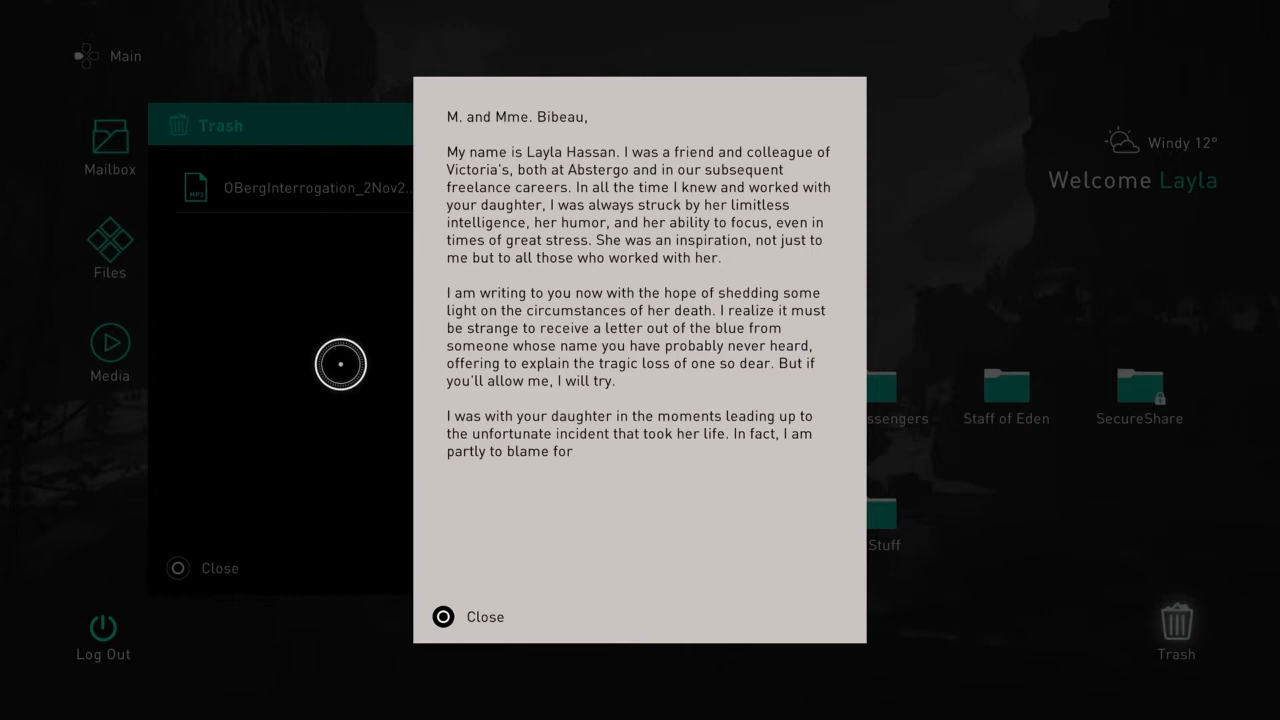 Main
Trash
MP3
OBergInterrogation_2Nov2..
Mailbox
Files
Media
Close
Log Out
M. and Mme. Bibeau,
My name is Layla Hassan. I was a friend and colleague of
Victoria's, both at Abstergo and in our subsequent
freelance careers. In all the time I knew and worked with
your daughter, I was always struck by her limitless
intelligence, her humor, and her ability to focus, even in
times of great stress. She was an inspiration, not just to
me but to all those who worked with her.
I am writing to you now with the hope of shedding some
light on the circumstances of her death. I realize it must
be strange to receive a letter out of the blue from
someone whose name you have probably never heard,
offering to explain the tragic loss of one so dear. But if
you'll allow me, I will try.
I was with your daughter in the moments leading up to
the unfortunate incident that took her life. In fact, I am
partly to blame for
Close
Windy 12°
Welcome Layla
ssengers
Staff of Eden
SecureShare
Stuff
Trash